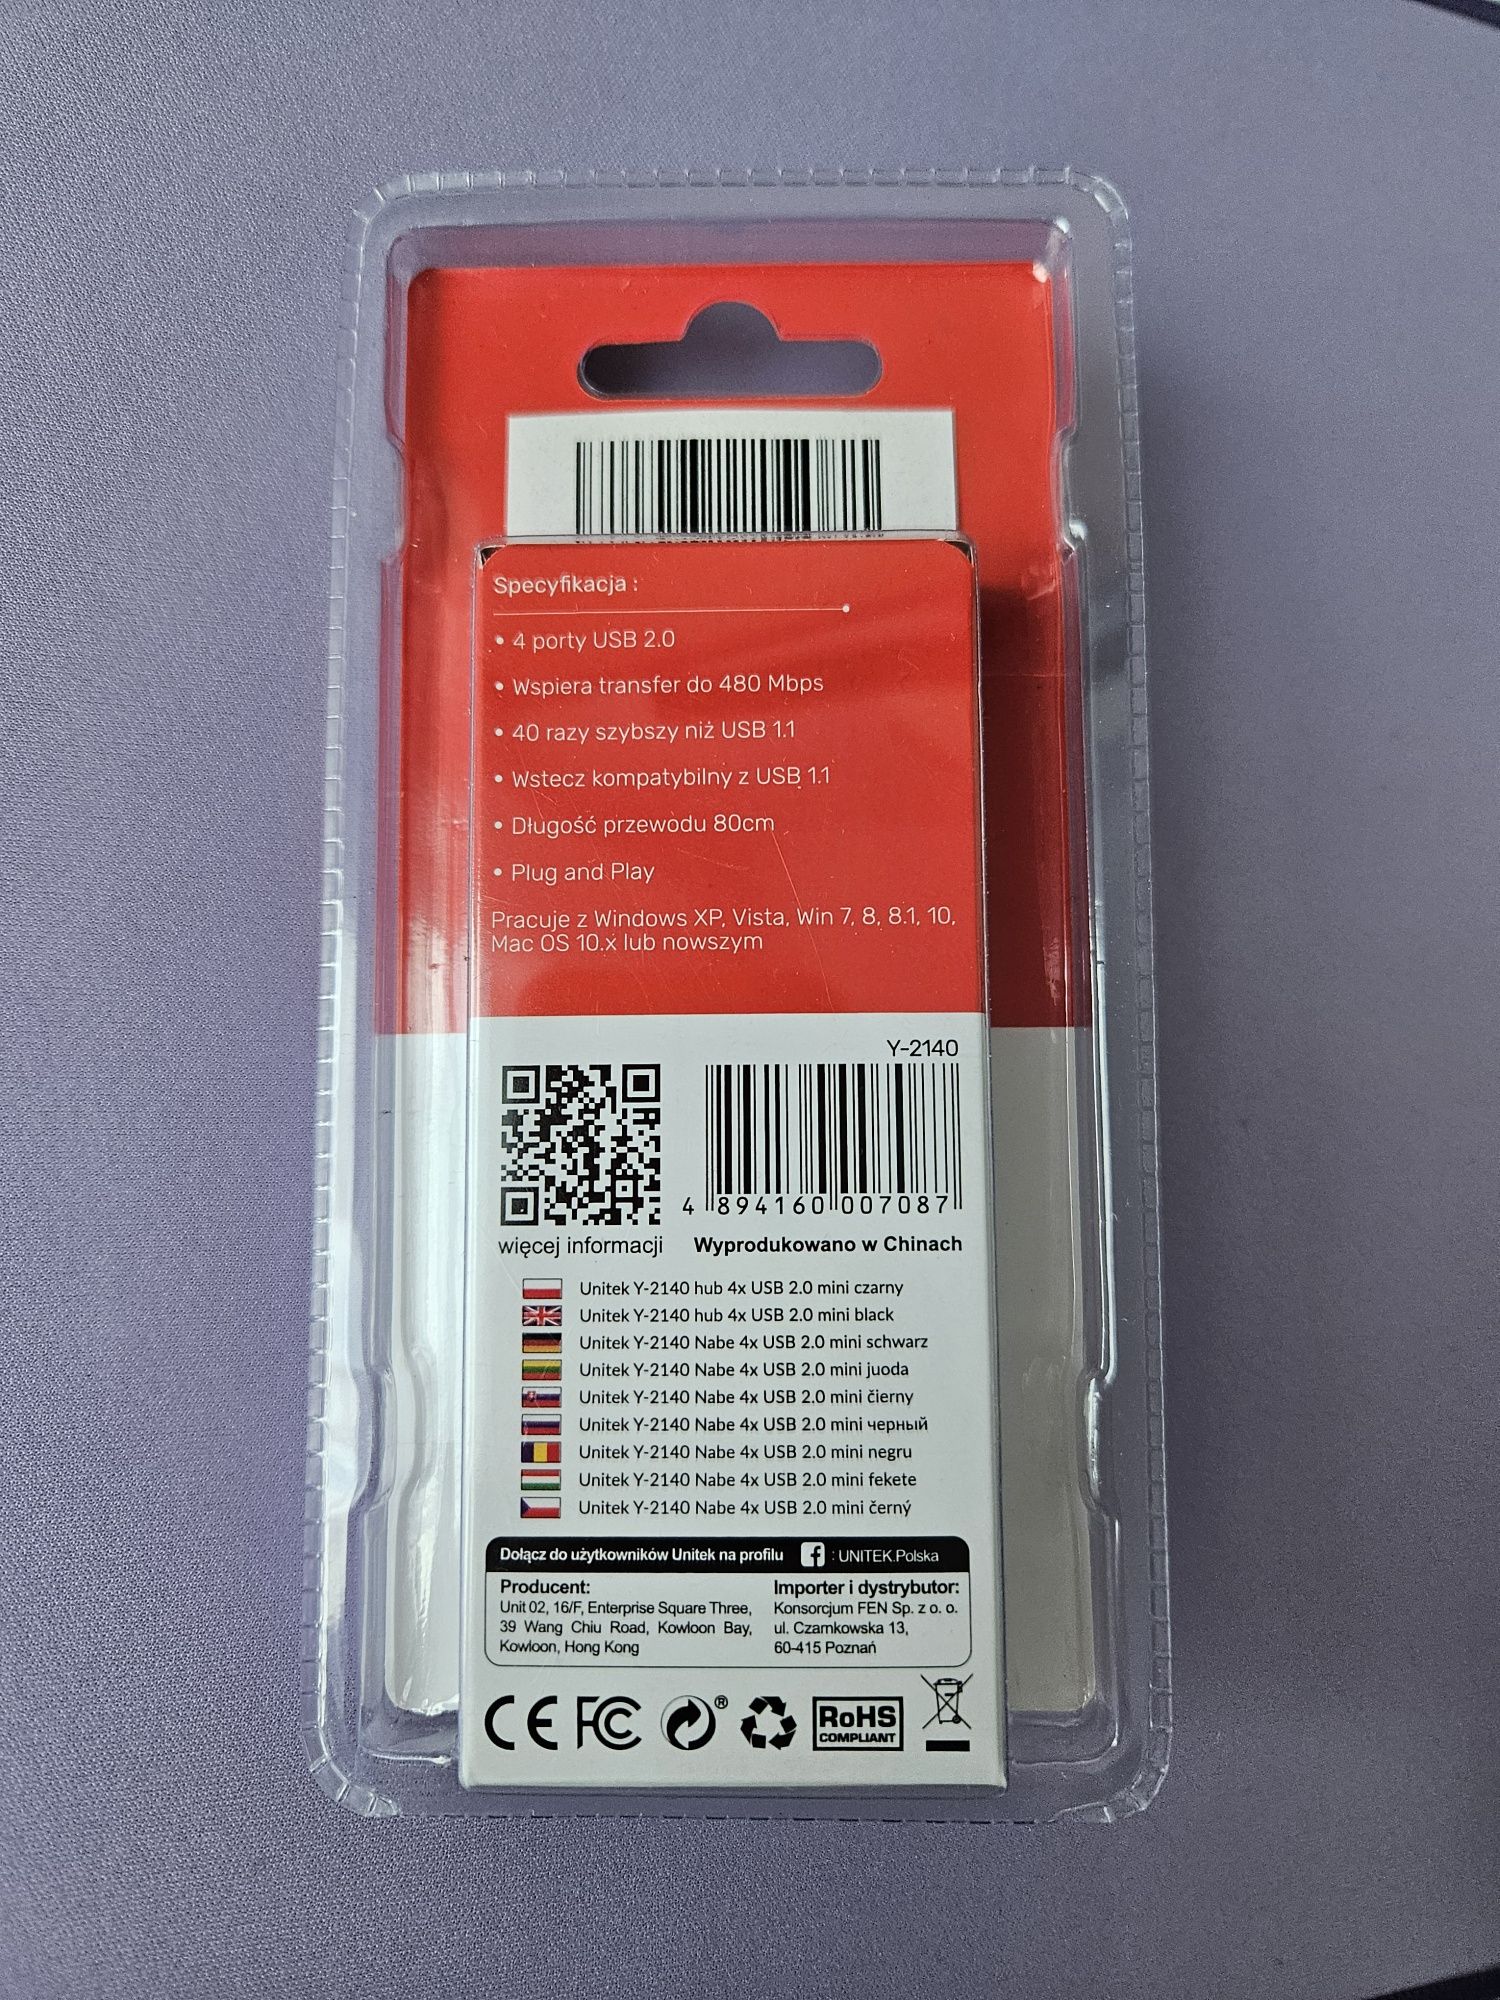 Specyfikacja :
• 4 porty USB 2.0
• Wspiera transfer do 480 Mbps
• 40 razy szybszy niż USB 1.1
• Wstecz kompatybilny z USB 1.1
• Długość przewodu 80cm
• Plug and Play
Pracuje z Windows XP, Vista, Win 7, 8, 8.1, 10,
Mac OS 10.x lub nowszym
Y-2140
4 894160 007087
więcej informacji
Wyprodukowano w Chinach
Unitek Y-2140 hub 4x USB 2.0 mini czarny
Unitek Y-2140 hub 4x USB 2.0 mini black
Unitek Y-2140 Nabe 4x USB 2.0 mini schwarz
Unitek Y-2140 Nabe 4x USB 2.0 mini juoda
Unitek Y-2140 Nabe 4x USB 2.0 mini čierny
Unitek Y-2140 Nabe 4x USB 2.0 mini черный
Unitek Y-2140 Nabe 4x USB 2.0 mini negru
Unitek Y-2140 Nabe 4x USB 2.0 mini fekete
Unitek Y-2140 Nabe 4x USB 2.0 mini černý
Dołącz do użytkowników Unitek na profilu f : UNITEK.Polska
Producent:
Unit 02, 16/F, Enterprise Square Three,
39 Wang Chiu Road, Kowloon Bay,
Kowloon, Hong Kong
Importer i dystrybutor:
Konsorcjum FEN Sp. z o. o.
ul. Czarnkowska 13,
60-415 Poznań
CE FC ® RoHS
COMPLIANT